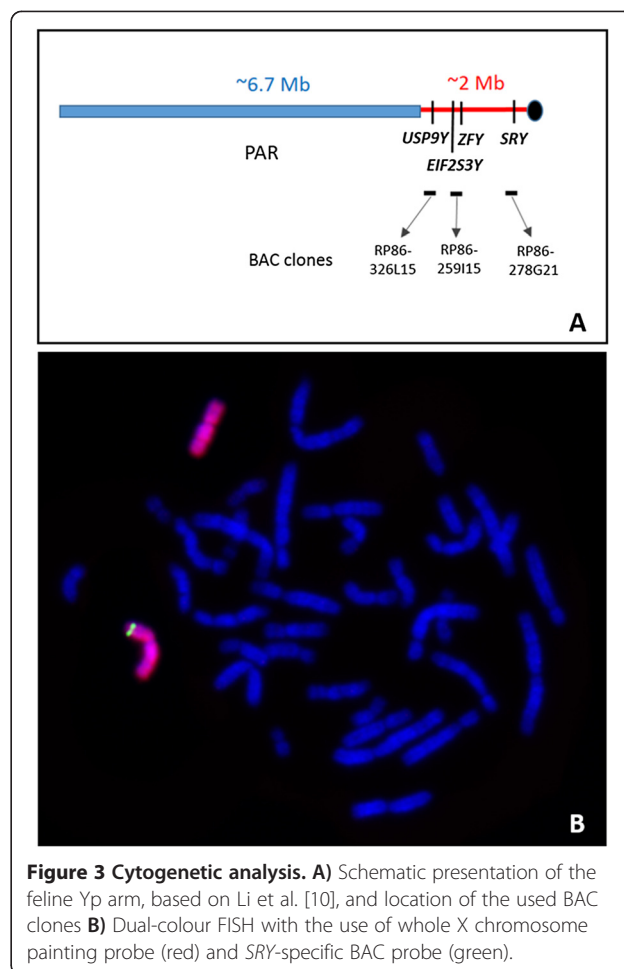 ~6.7 Mb ~2 Mb
USP9Y ZFY SRY
PAR
EIF2S3Y
BAC clones
RP86- RP86- RP86-
326L15 259I15 278G21
A
B
Figure 3 Cytogenetic analysis. A) Schematic presentation of the
feline Yp arm, based on Li et al. [10], and location of the used BAC
clones B) Dual-colour FISH with the use of whole X chromosome
painting probe (red) and SRY-specific BAC probe (green).